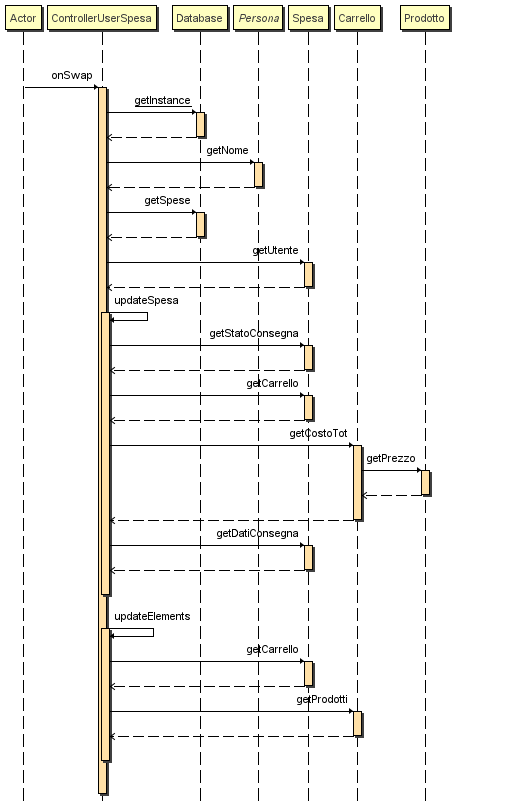 Actor ControllerUserSpesa Database Persona Spesa Carrello Prodotto
onSwap
getInstance
getNome
getSpese
getUtente
updateSpesa
getStatoConsegna
getCarrello
getCostoTot
getPrezzo
getDatiConsegna
updateElements
getCarrello
getProdotti